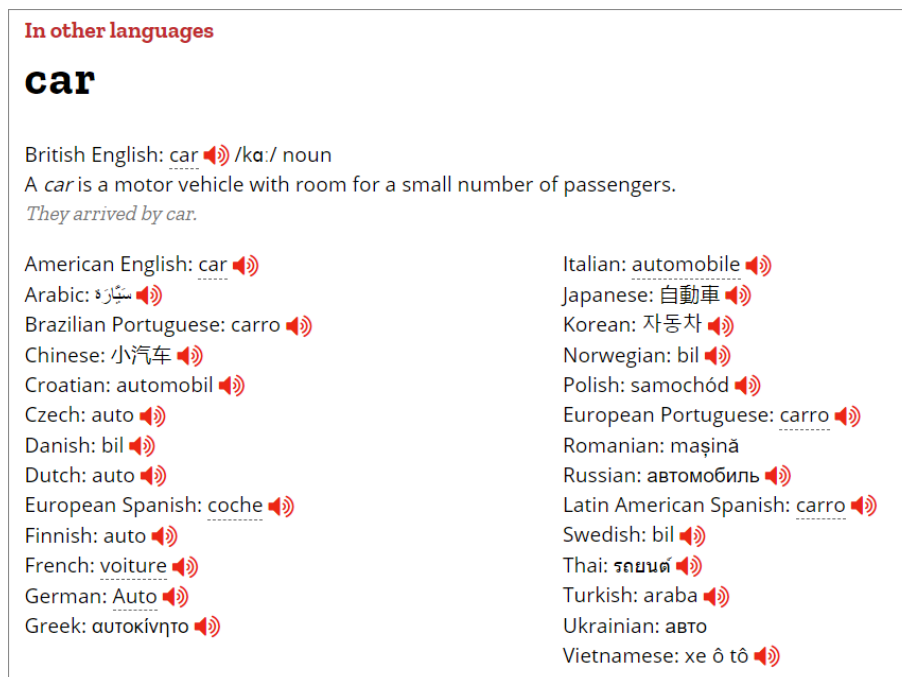 In other languages
car
British English: car /kɑː/ noun
A car is a motor vehicle with room for a small number of passengers.
They arrived by car.
American English: car
Arabic: سَيَّارَة
Brazilian Portuguese: carro
Chinese: 小汽车
Croatian: automobil
Czech: auto
Danish: bil
Dutch: auto
European Spanish: coche
Finnish: auto
French: voiture
German: Auto
Greek: αυτοκίνητο
Italian: automobile
Japanese: 自動車
Korean: 자동차
Norwegian: bil
Polish: samochód
European Portuguese: carro
Romanian: mașină
Russian: автомобиль
Latin American Spanish: carro
Swedish: bil
Thai: รถยนต์
Turkish: araba
Ukrainian: авто
Vietnamese: xe ô tô